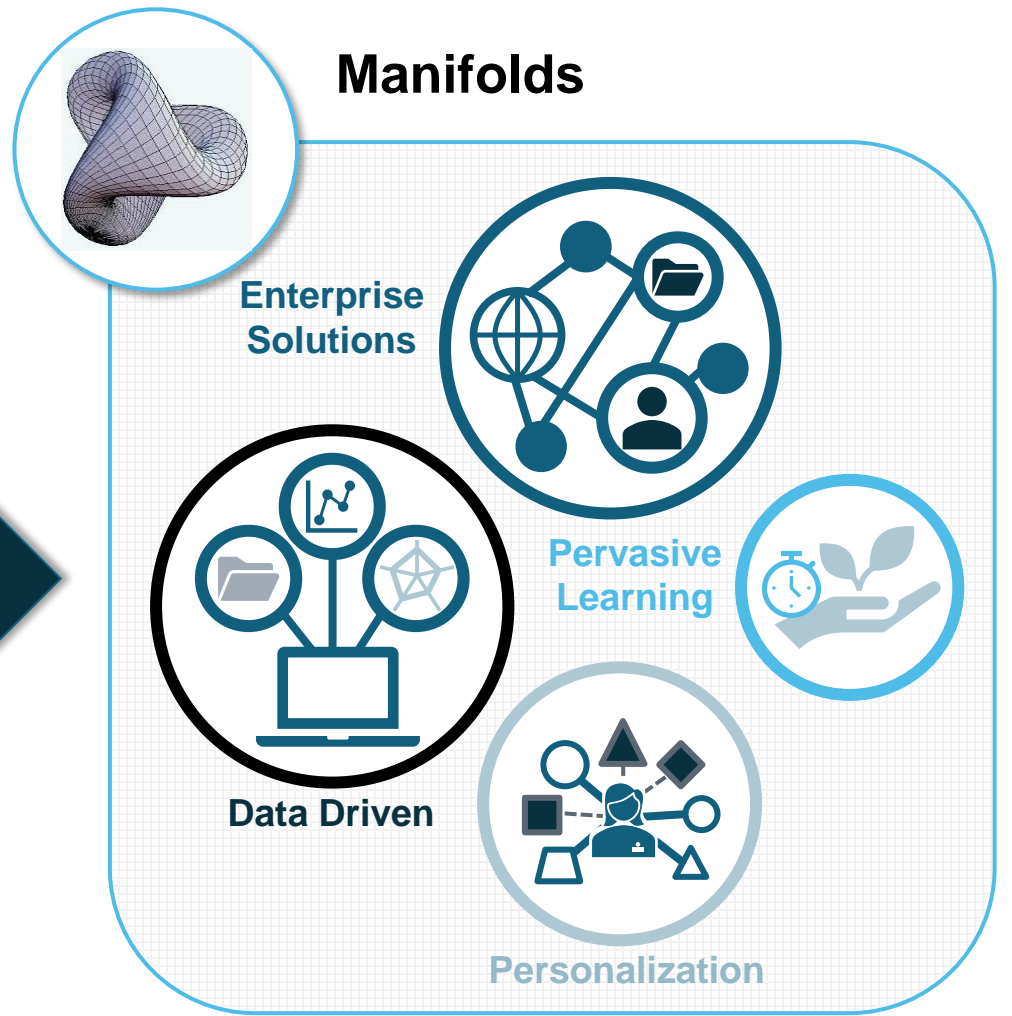 Manifolds
Enterprise
Solutions
Pervasive
Learning
Data Driven
Personalization